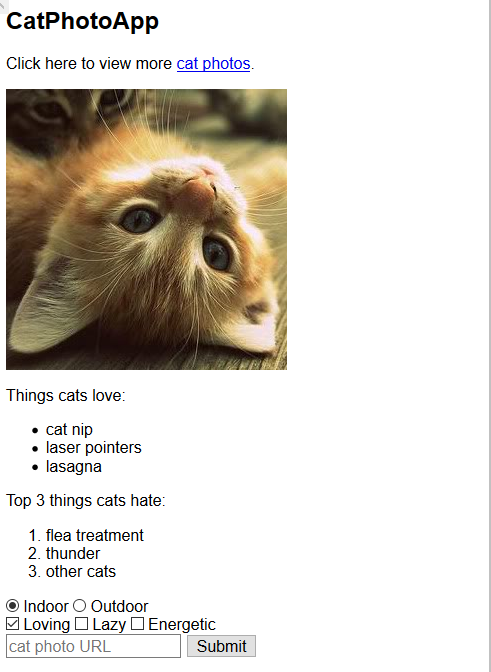 CatPhotoApp
Click here to view more cat photos.
Things cats love:
cat nip
laser pointers
lasagna
Top 3 things cats hate:
1. flea treatment
2. thunder
3. other cats
Indoor Outdoor
Loving Lazy Energetic
cat photo URL Submit